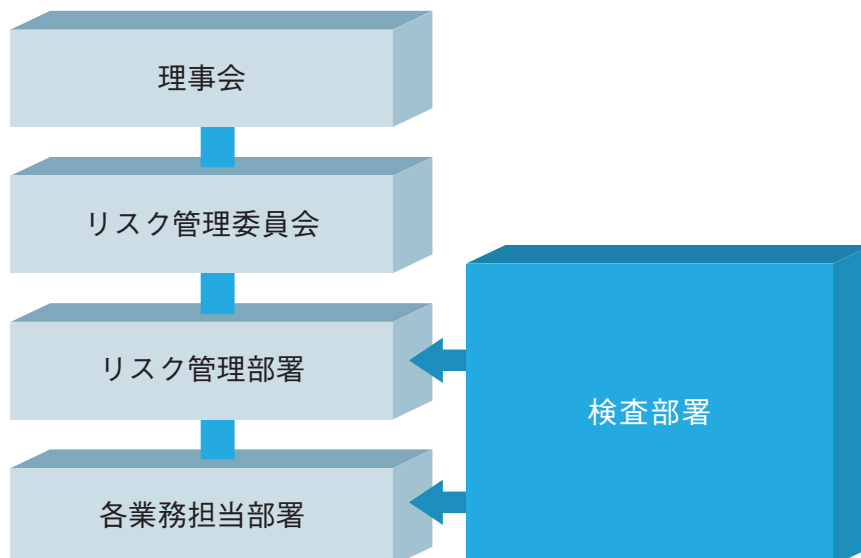 理事会
リスク管理委員会
リスク管理部署
検査部署
各業務担当部署